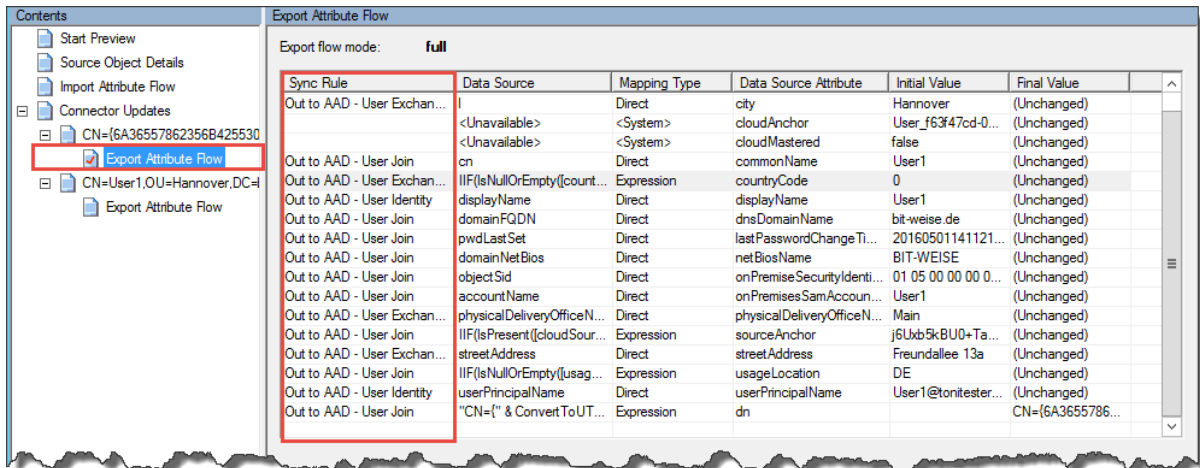 Contents
Start Preview
Source Object Details
Import Attribute Flow
Connector Updates
CN={6A36557862356B425530
Export Attribute Flow
CN=User1,OU=Hannover,DC=
Export Attribute Flow
Export Attribute Flow
Export flow mode: full
Sync Rule Data Source Mapping Type Data Source Attribute Initial Value Final Value
Out to AAD - User Exchan... l Direct city Hannover (Unchanged)
<Unavailable> <System> cloudAnchor User_f63f47cd-0... (Unchanged)
<Unavailable> <System> cloudMastered false (Unchanged)
Out to AAD - User Join cn Direct commonName User1 (Unchanged)
Out to AAD - User Exchan... IIF(IsNullOrEmpty([count... Expression countryCode 0 (Unchanged)
Out to AAD - User Identity displayName Direct displayName User1 (Unchanged)
Out to AAD - User Join domainFQDN Direct dnsDomainName bit-weise.de (Unchanged)
Out to AAD - User Join pwdLastSet Direct lastPasswordChangeTi... 20160501141121... (Unchanged)
Out to AAD - User Join domainNetBios Direct netBiosName BIT-WEISE (Unchanged)
Out to AAD - User Join objectSid Direct onPremiseSecurityIdenti... 01 05 00 00 00 0... (Unchanged)
Out to AAD - User Join accountName Direct onPremisesSamAccoun... User1 (Unchanged)
Out to AAD - User Exchan... physicalDeliveryOfficeN... Direct physicalDeliveryOfficeN... Main (Unchanged)
Out to AAD - User Join IIF(IsPresent([cloudSour... Expression sourceAnchor j6Uxb5kBU0+Ta... (Unchanged)
Out to AAD - User Exchan... streetAddress Direct streetAddress Freundallee 13a (Unchanged)
Out to AAD - User Join IIF(IsNullOrEmpty([usag... Expression usageLocation DE (Unchanged)
Out to AAD - User Identity userPrincipalName Direct userPrincipalName User1@tonitester... (Unchanged)
Out to AAD - User Join "CN={" & ConvertToUT... Expression dn CN={6A3655786...